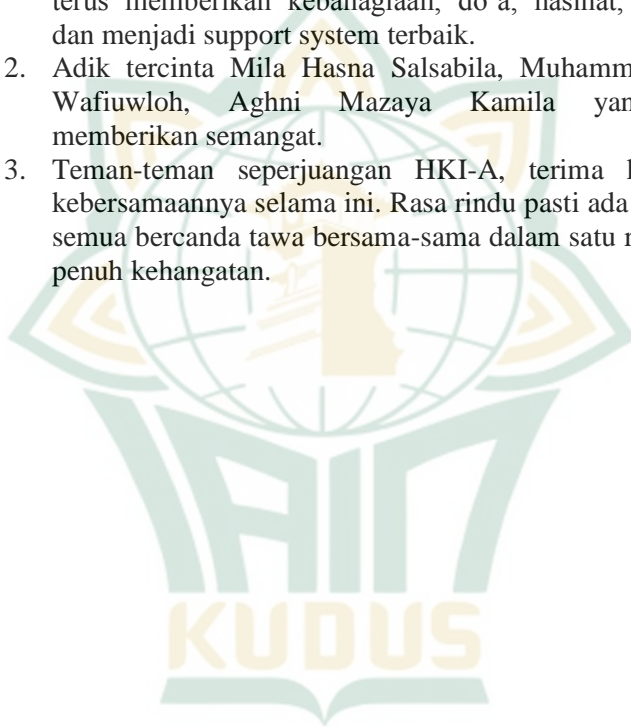 terus memberikan kebahagiaan, do'a, nasihat,
dan menjadi support system terbaik.
2. Adik tercinta Mila Hasna Salsabila, Muhamm
Wafiuwloh, Aghni Mazaya Kamila yan
memberikan semangat.
3. Teman-teman seperjuangan HKI-A, terima
kebersamaannya selama ini. Rasa rindu pasti ada
semua bercanda tawa bersama-sama dalam satu
penuh kehangatan.
IAIN
KUDUS